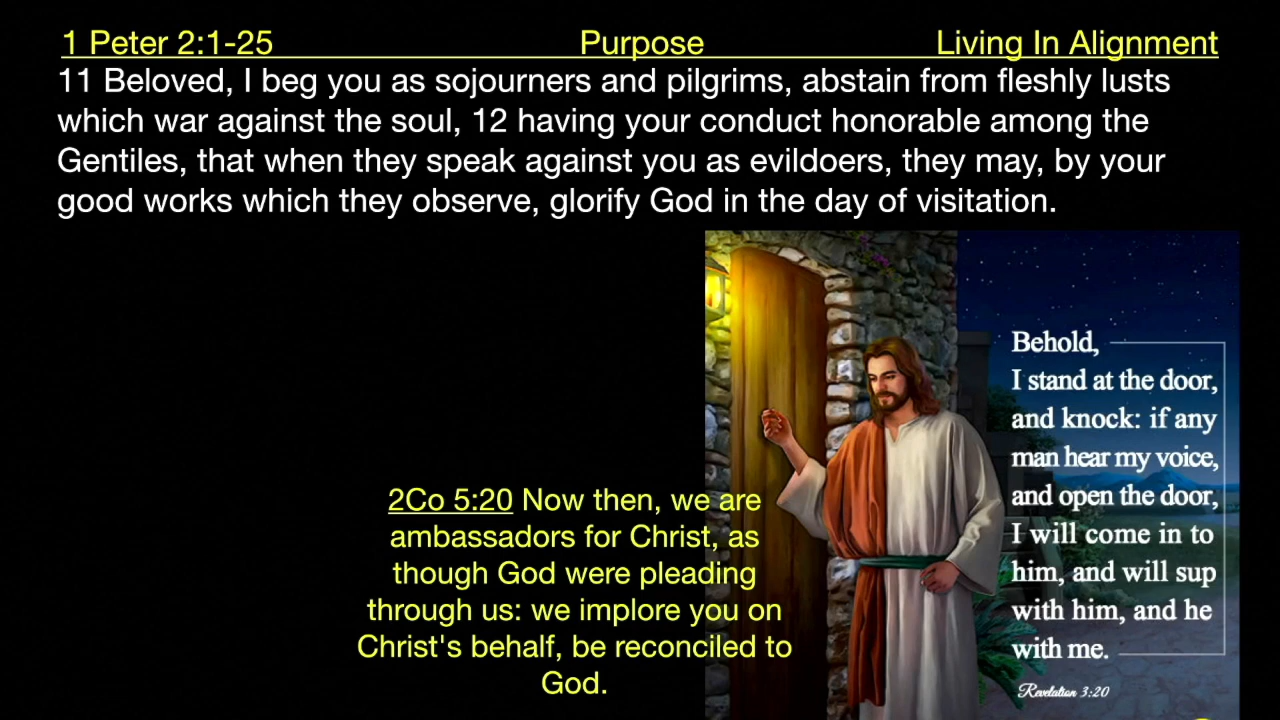 1 Peter 2:1-25 Purpose Living In Alignment
11 Beloved, I beg you as sojourners and pilgrims, abstain from fleshly lusts
which war against the soul, 12 having your conduct honorable among the
Gentiles, that when they speak against you as evildoers, they may, by your
good works which they observe, glorify God in the day of visitation.
2Co 5:20 Now then, we are
ambassadors for Christ, as
though God were pleading
through us: we implore you on
Christ's behalf, be reconciled to
God.
Behold,
I stand at the door,
and knock: if any
man hear my voice,
and open the door,
I will come in to
him, and will sup
with him, and he
with me.
Revelation 3:20